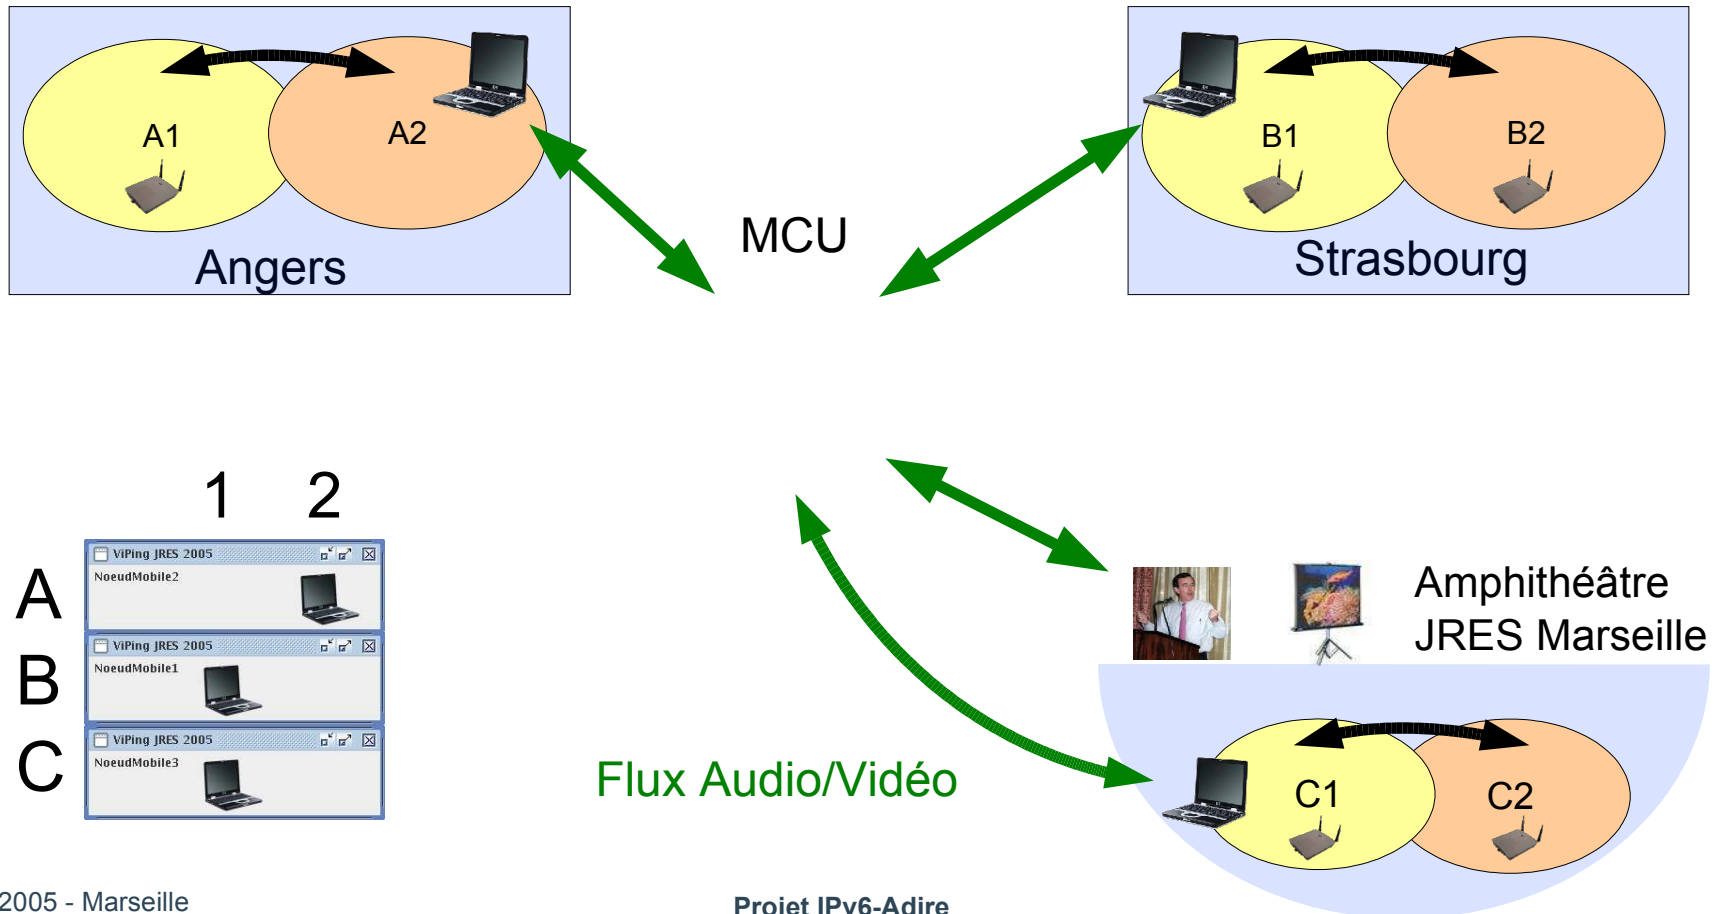 A1
A2
Angers
MCU
B1
B2
Strasbourg
1 2
A
ViPing JRES 2005
NoeudMobile2
B
ViPing JRES 2005
NoeudMobile1
C
ViPing JRES 2005
NoeudMobile3
Flux Audio/Vidéo
Amphithéâtre
JRES Marseille
C1
C2
2005 - Marseille
Projet IPv6-Adire